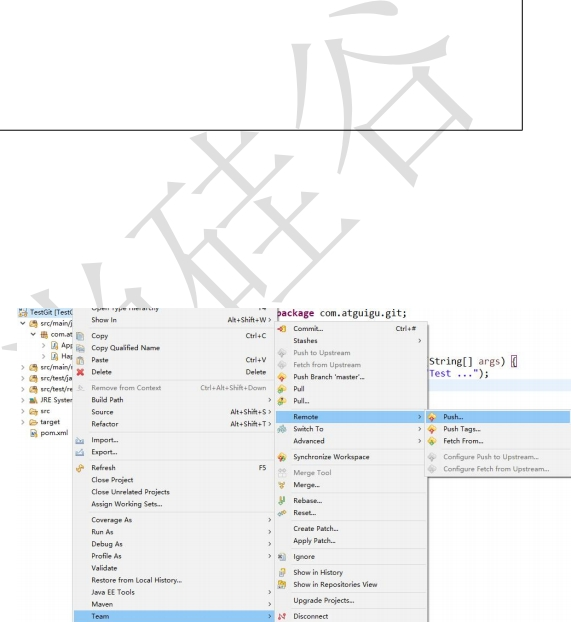 硅谷
TestGit [Test
src/main/j
com.at
App
Hap
src/main/r
src/test/ja
src/test/re
JRE System
src
target
pom.xml
Open Type Hierarchy F4
Show In Alt+Shift+W >
Copy Ctrl+C
Copy Qualified Name
Paste Ctrl+V
Delete Delete
Remove from Context Ctrl+Alt+Shift+Down
Build Path >
Source Alt+Shift+S >
Refactor Alt+Shift+T >
Import...
Export...
Refresh F5
Close Project
Close Unrelated Projects
Assign Working Sets...
Coverage As >
Run As >
Debug As >
Profile As >
Validate
Restore from Local History...
Java EE Tools >
Maven >
Team >
package com.atguigu.git;
String[] args) {
Test ...");
Commit... Ctrl+#
Stashes >
Push to Upstream
Fetch from Upstream
Push Branch 'master'...
Pull
Pull...
Remote >
Switch To >
Advanced >
Synchronize Workspace
Merge Tool
Merge...
Rebase...
Reset...
Create Patch...
Apply Patch...
Ignore
Show in History
Show in Repositories View
Upgrade Projects...
Disconnect
Push...
Push Tags...
Fetch From...
Configure Push to Upstream...
Configure Fetch from Upstream...